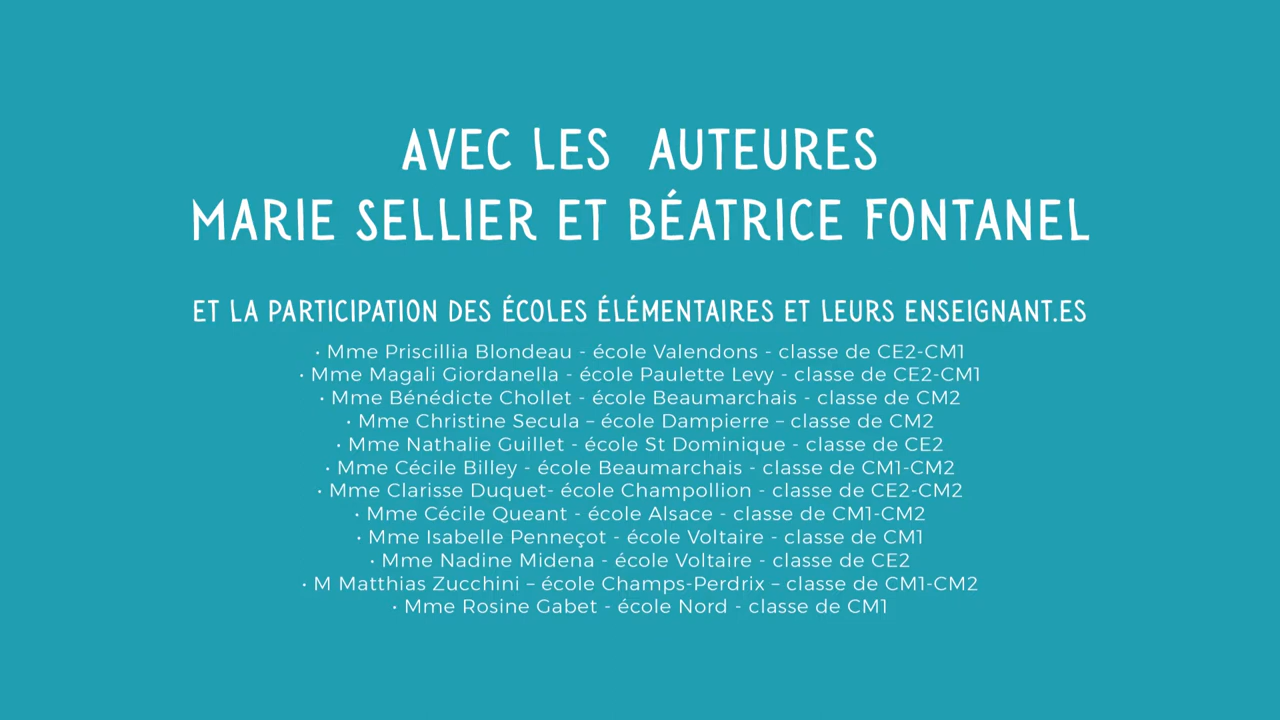 AVEC LES AUTEURES
MARIE SELLIER ET BÉATRICE FONTANEL
ET LA PARTICIPATION DES ÉCOLES ÉLÉMENTAIRES ET LEURS ENSEIGNANT.ES
• Mme Priscillia Blondeau - école Valendons - classe de CE2-CM1
• Mme Magali Giordanella - école Paulette Levy - classe de CE2-CM1
• Mme Bénédicte Chollet - école Beaumarchais - classe de CM2
• Mme Christine Secula – école Dampierre – classe de CM2
• Mme Nathalie Guillet - école St Dominique - classe de CE2
• Mme Cécile Billey - école Beaumarchais - classe de CM1-CM2
• Mme Clarisse Duquet- école Champollion - classe de CE2-CM2
• Mme Cécile Queant - école Alsace - classe de CM1-CM2
• Mme Isabelle Penneçot - école Voltaire - classe de CM1
• Mme Nadine Midena - école Voltaire - classe de CE2
• M Matthias Zucchini – école Champs-Perdrix – classe de CM1-CM2
• Mme Rosine Gabet - école Nord - classe de CM1